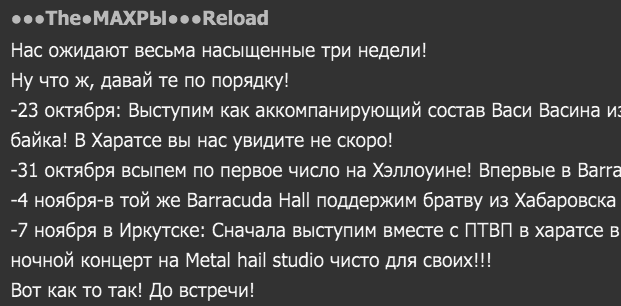 ●●●The●МАХРЫ●●●Reload
Нас ожидают весьма насыщенные три недели!
Ну что ж, давай те по порядку!
-23 октября: Выступим как аккомпанирующий состав Васи Васина из
байка! В Харатсе вы нас увидите не скоро!
-31 октября всыпем по первое число на Хэллоуине! Впервые в Barra
-4 ноября-в той же Barracuda Hall поддержим братву из Хабаровска
-7 ноября в Иркутске: Сначала выступим вместе с ПТВП в харатсе в
ночной концерт на Metal hail studio чисто для своих!!!
Вот как то так! До встречи!